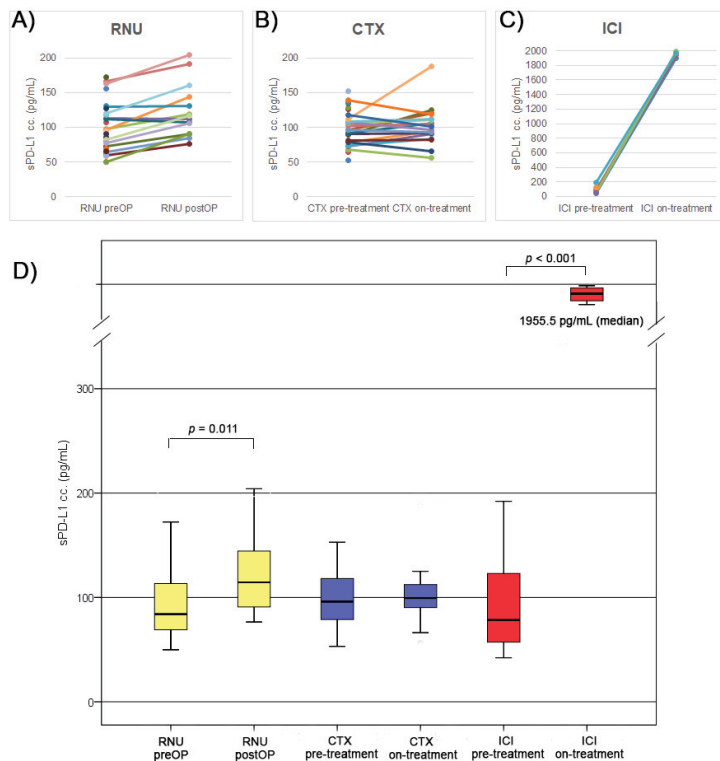 A)
RNU
sPD-L1 cc. (pg/mL)
200
150
100
50
0
RNU preOP
RNU postOP
B)
CTX
sPD-L1 cc. (pg/mL)
200
150
100
50
0
CTX pre-treatment
CTX on-treatment
C)
ICI
sPD-L1 cc. (pg/mL)
2000
1800
1600
1400
1200
1000
800
600
400
200
0
ICI pre-treatment
ICI on-treatment
D)
p < 0.001
1955.5 pg/mL (median)
300
p = 0.011
sPD-L1 cc. (pg/mL)
200
100
0
RNU
preOP
RNU
postOP
CTX
pre-treatment
CTX
on-treatment
ICI
pre-treatment
ICI
on-treatment